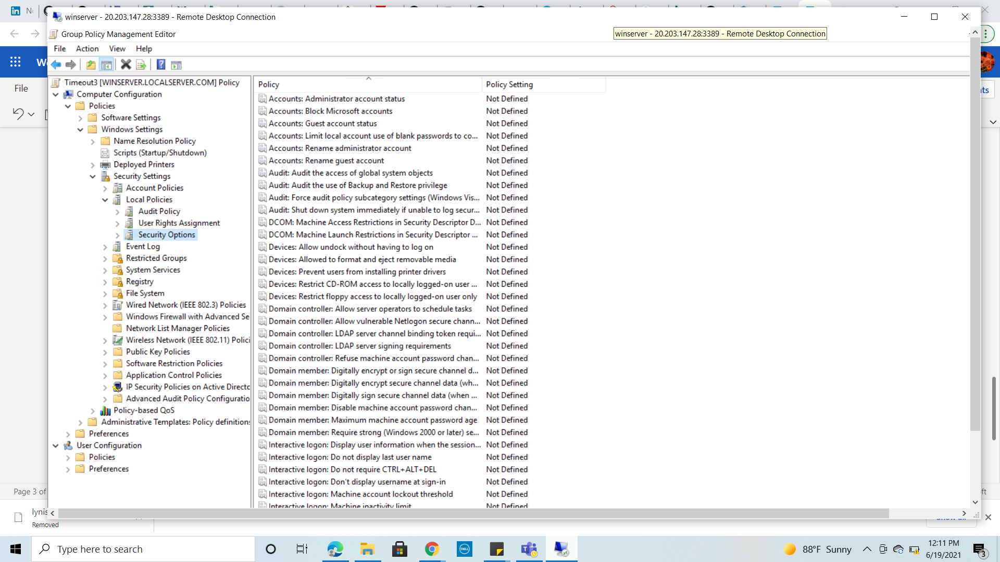 winserver - 20.203.147.28:3389 - Remote Desktop Connection
winserver - 20.203.147.28:3389 - Remote Desktop Connection
Group Policy Management Editor
File Action View Help
File
Timeout3 [WINSERVER.LOCALSERVER.COM] Policy
Computer Configuration
Policies
Software Settings
Windows Settings
Name Resolution Policy
Scripts (Startup/Shutdown)
Deployed Printers
Security Settings
Account Policies
Local Policies
Audit Policy
User Rights Assignment
Security Options
Event Log
Restricted Groups
System Services
Registry
File System
Wired Network (IEEE 802.3) Policies
Windows Firewall with Advanced Se
Network List Manager Policies
Wireless Network (IEEE 802.11) Polici
Public Key Policies
Software Restriction Policies
Application Control Policies
IP Security Policies on Active Directo
Advanced Audit Policy Configuratio
Policy-based QoS
Administrative Templates: Policy definitions
Preferences
User Configuration
Policies
Preferences
Policy Policy Setting
Accounts: Administrator account status Not Defined
Accounts: Block Microsoft accounts Not Defined
Accounts: Guest account status Not Defined
Accounts: Limit local account use of blank passwords to co... Not Defined
Accounts: Rename administrator account Not Defined
Accounts: Rename guest account Not Defined
Audit: Audit the access of global system objects Not Defined
Audit: Audit the use of Backup and Restore privilege Not Defined
Audit: Force audit policy subcategory settings (Windows Vis... Not Defined
Audit: Shut down system immediately if unable to log secur... Not Defined
DCOM: Machine Access Restrictions in Security Descriptor D... Not Defined
DCOM: Machine Launch Restrictions in Security Descriptor ... Not Defined
Devices: Allow undock without having to log on Not Defined
Devices: Allowed to format and eject removable media Not Defined
Devices: Prevent users from installing printer drivers Not Defined
Devices: Restrict CD-ROM access to locally logged-on user ... Not Defined
Devices: Restrict floppy access to locally logged-on user only Not Defined
Domain controller: Allow server operators to schedule tasks Not Defined
Domain controller: Allow vulnerable Netlogon secure chann... Not Defined
Domain controller: LDAP server channel binding token requi... Not Defined
Domain controller: LDAP server signing requirements Not Defined
Domain controller: Refuse machine account password chan... Not Defined
Domain member: Digitally encrypt or sign secure channel d... Not Defined
Domain member: Digitally encrypt secure channel data (wh... Not Defined
Domain member: Digitally sign secure channel data (when ... Not Defined
Domain member: Disable machine account password chan... Not Defined
Domain member: Maximum machine account password age Not Defined
Domain member: Require strong (Windows 2000 or later) se... Not Defined
Interactive logon: Display user information when the session... Not Defined
Interactive logon: Do not display last user name Not Defined
Interactive logon: Do not require CTRL+ALT+DEL Not Defined
Interactive logon: Don't display username at sign-in Not Defined
Interactive logon: Machine account lockout threshold Not Defined
Interactive logon: Machine inactivity limit Not Defined
Page 3 of
lynis
Removed
Type here to search
DELL
88°F Sunny
12:11 PM
6/19/2021
3